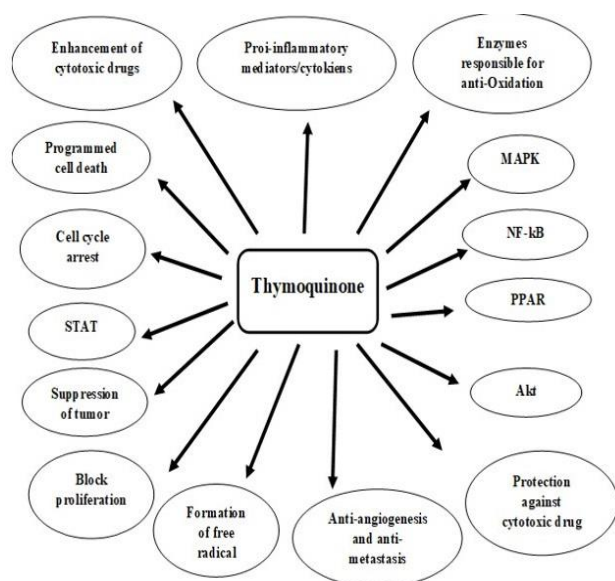 Enhancement of
cytotoxic drugs
Proi-inflammatory
mediators/cytokiens
Enzymes
responsible for
anti-Oxidation
Programmed
cell death
MAPK
Cell cycle
arrest
NF-kB
Thymoquinone
PPAR
STAT
Suppression
of tumor
Akt
Block
proliferation
Formation
of free
radical
Anti-angiogenesis
and anti-
metastasis
Protection
against
cytotoxic drug